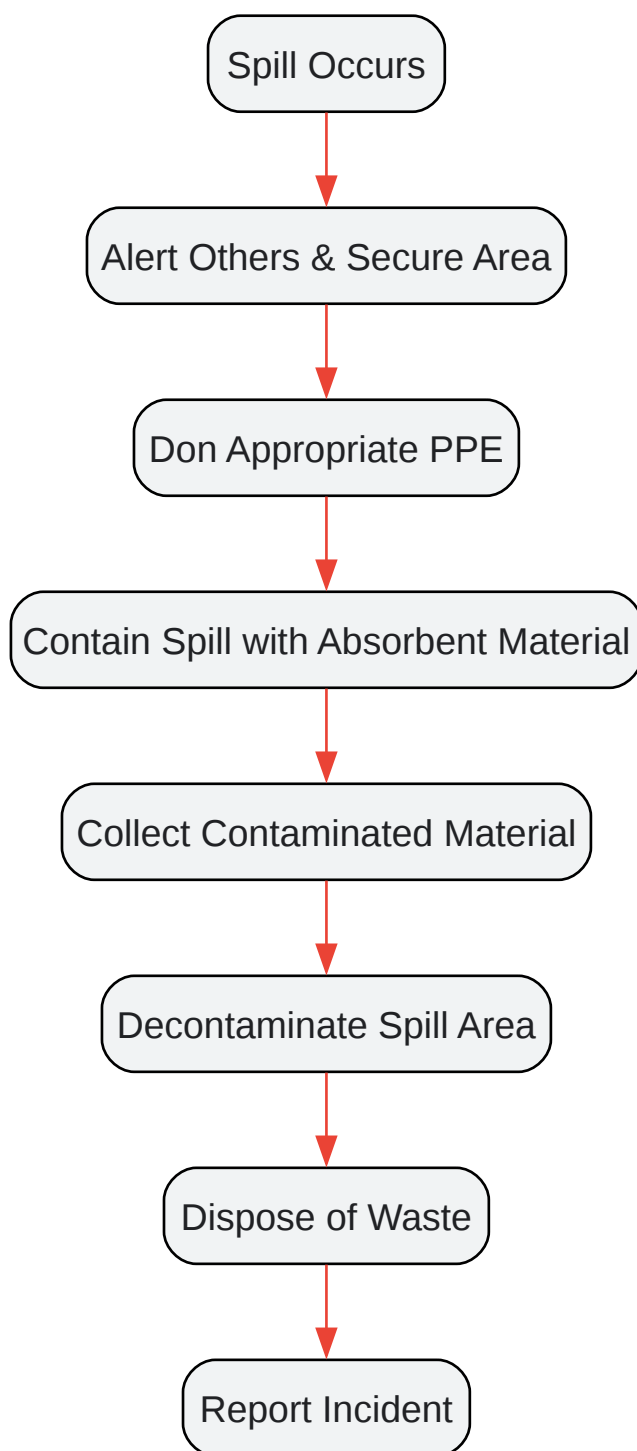 Spill Occurs
Alert Others & Secure Area
Don Appropriate PPE
Contain Spill with Absorbent Material
Collect Contaminated Material
Decontaminate Spill Area
Dispose of Waste
Report Incident